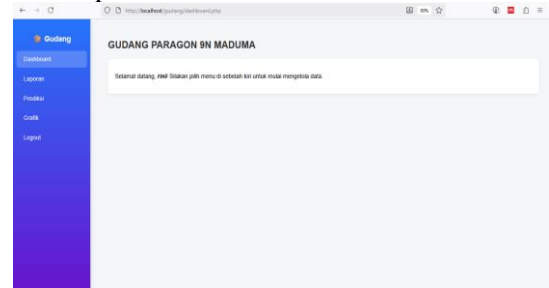 http://localhost/gudang/dashboard.php
80%
Gudang
Dashboard
Laporan
Prediksi
Grafik
Logout
GUDANG PARAGON 9N MADUMA
Selamat datang, Silakan pilih menu di sebelah kiri untuk mulai mengelola data.